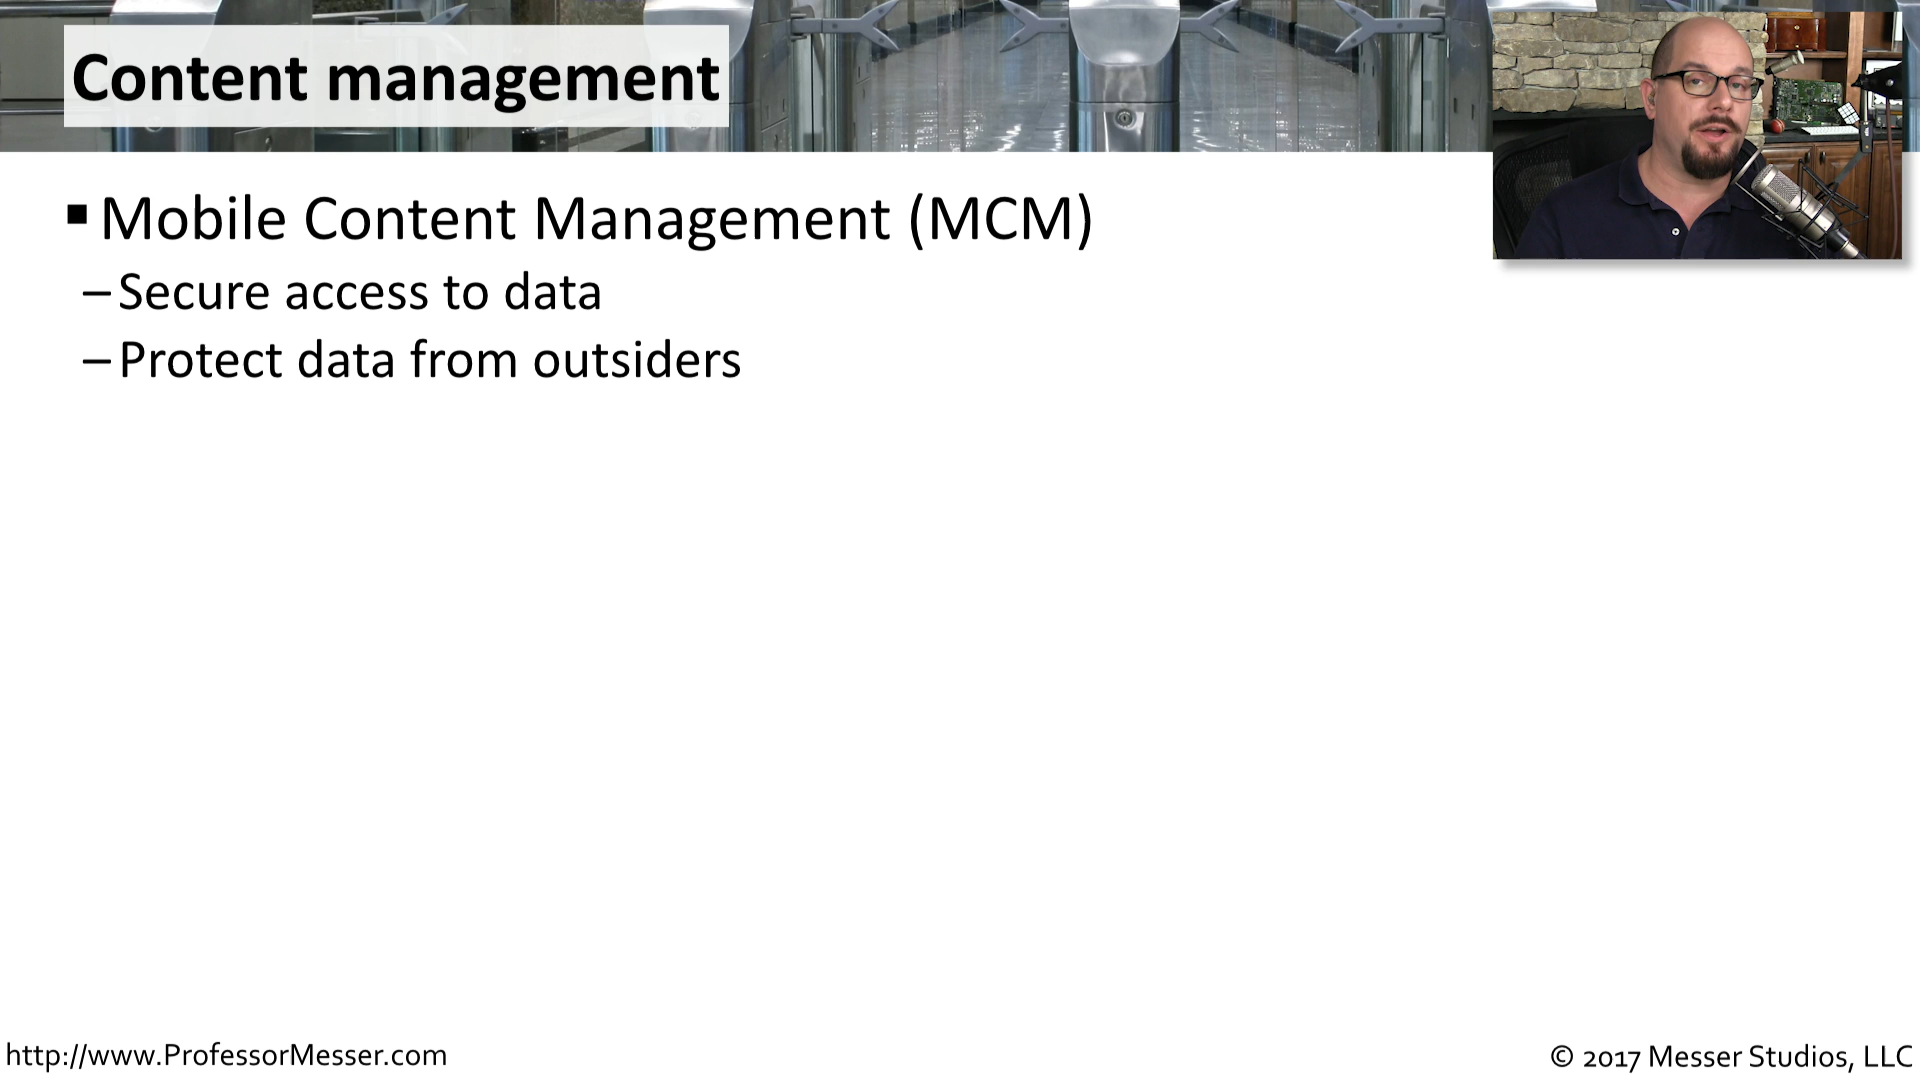 Content management
▪ Mobile Content Management (MCM)
– Secure access to data
– Protect data from outsiders
http://www.ProfessorMesser.com
© 2017 Messer Studios, LLC